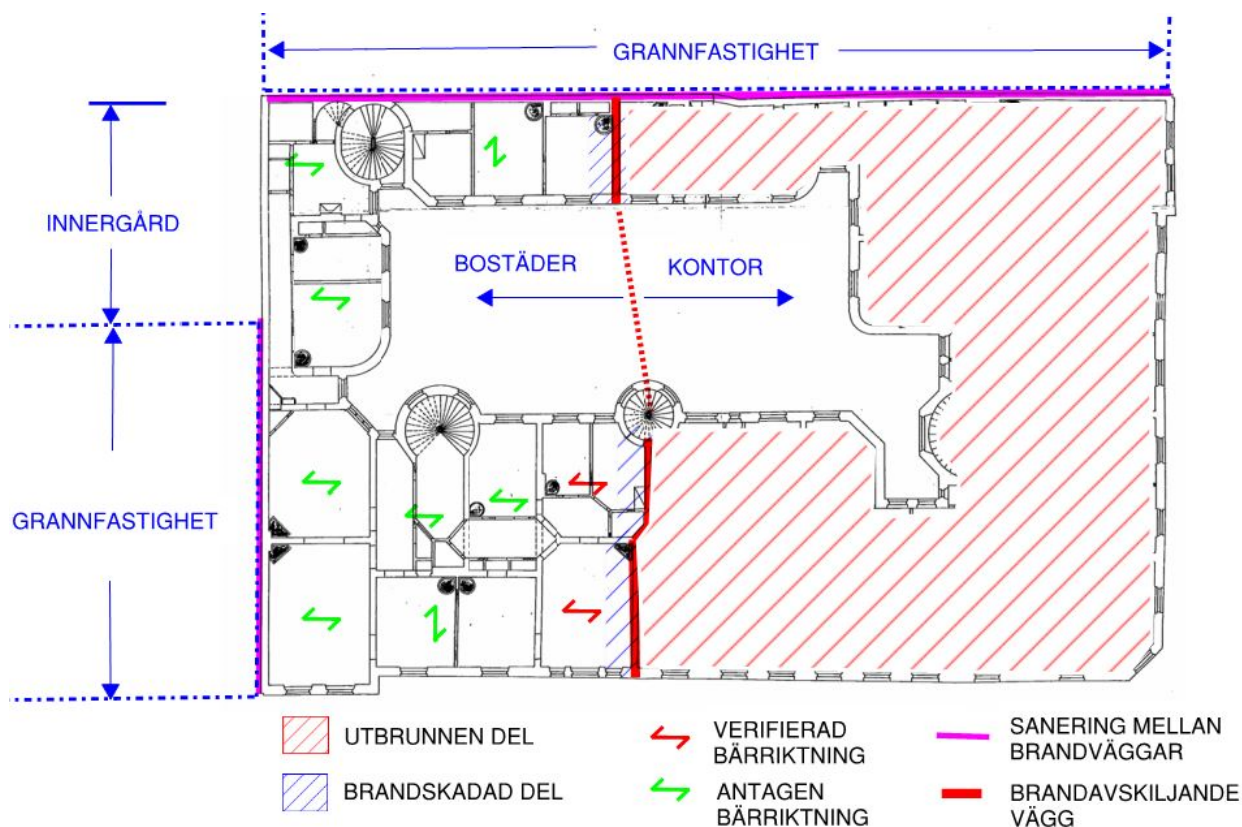 GRANNFASTIGHET
INNERGÅRD
BOSTÄDER
KONTOR
GRANNFASTIGHET
UTBRUNNEN DEL
BRANDSKADAD DEL
VERIFIERAD
BÄRRIKTNING
ANTAGEN
BÄRRIKTNING
SANERING MELLAN
BRANDVÄGGAR
BRANDAVSKILJANDE
VÄGG